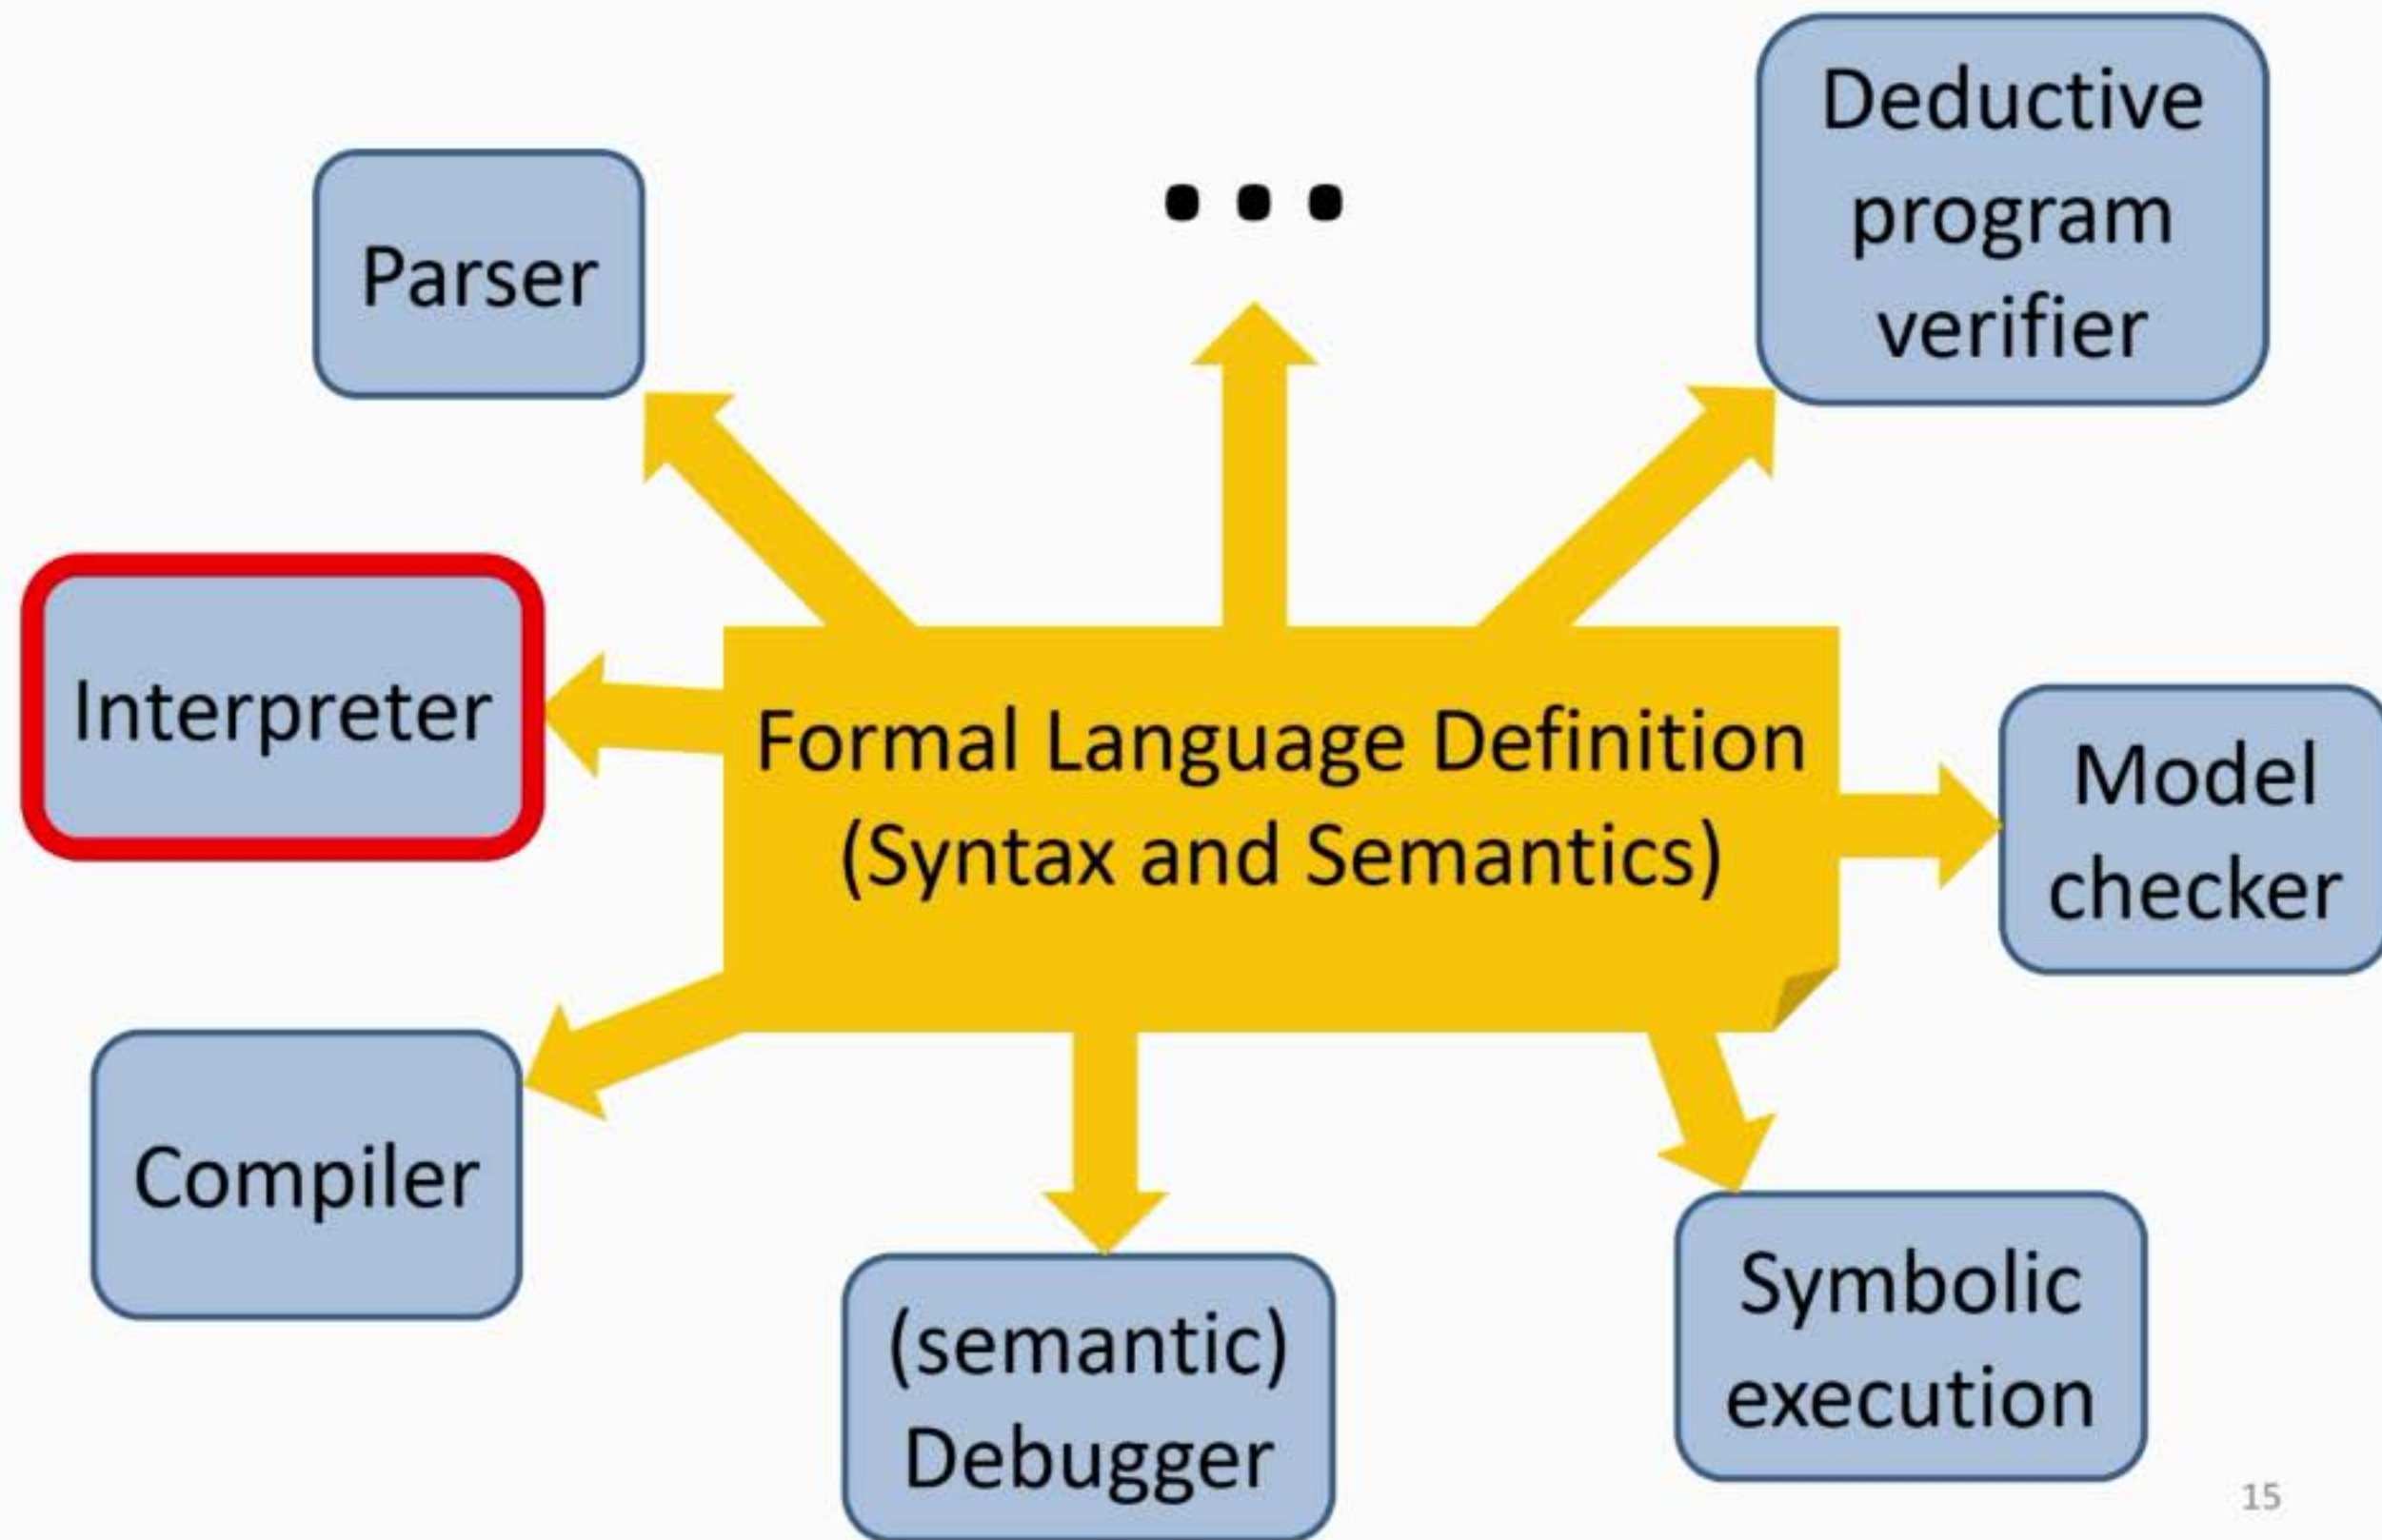 Parser
...
Deductive
program
verifier
Interpreter
Formal Language Definition
(Syntax and Semantics)
Model
checker
Compiler
(semantic)
Debugger
Symbolic
execution
15